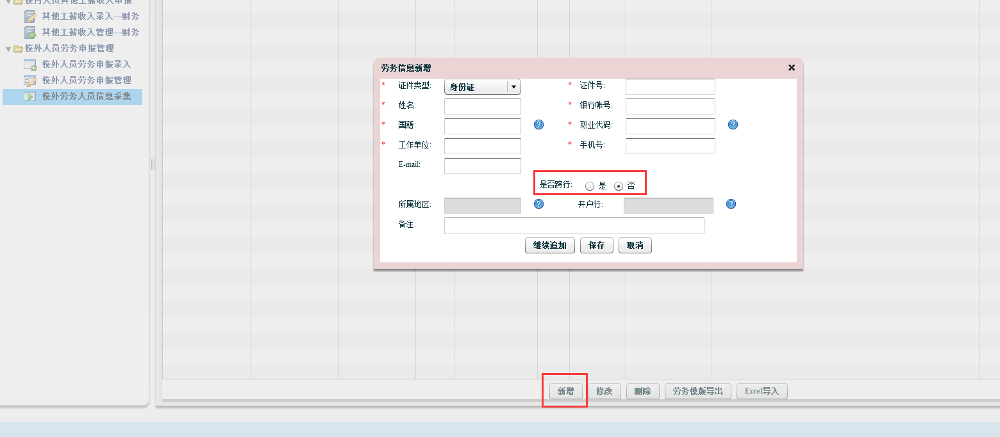 校内人员其他工薪收入申报
其他工薪收入录入—财务
其他工薪收入管理—财务
校外人员劳务申报管理
校外人员劳务申报录入
校外人员劳务申报管理
校外劳务人员信息采集
劳务信息新增
* 证件类型: 身份证 * 证件号:
* 姓名: * 银行帐号:
* 国籍: * 职业代码:
* 工作单位: * 手机号:
E-mail:
是否跨行: 是 否
所属地区: 开户行:
备注:
继续追加 保存 取消
新增 修改 删除 劳务模版导出 Excel导入